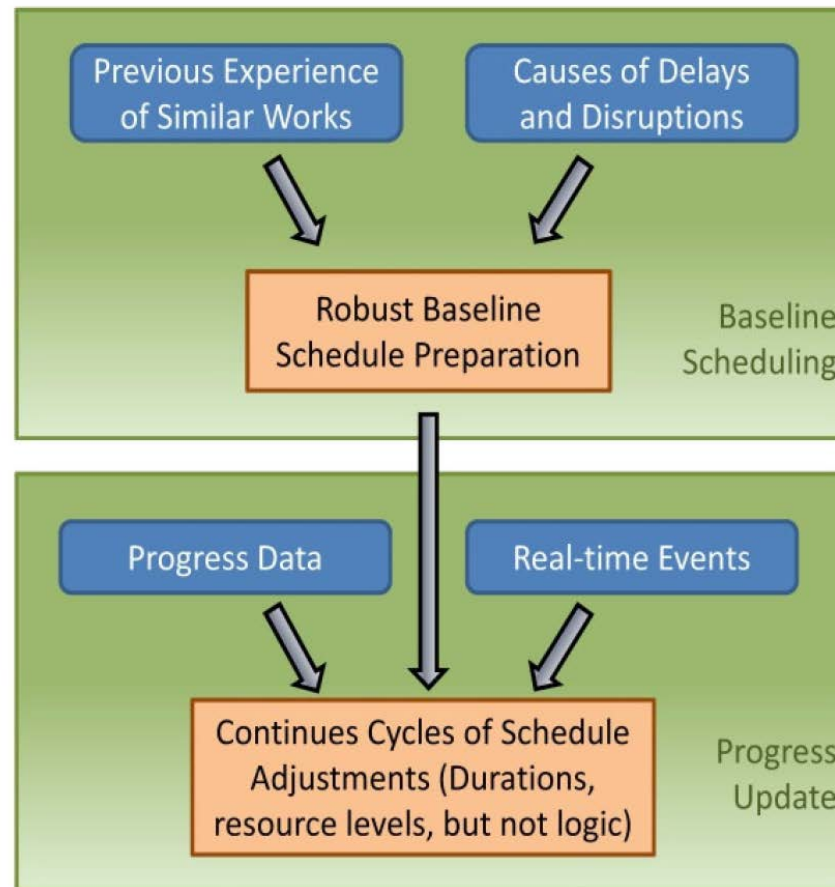 Previous Experience
of Similar Works
Causes of Delays
and Disruptions
Robust Baseline
Schedule Preparation
Baseline
Scheduling
Progress Data
Real-time Events
Continues Cycles of Schedule
Adjustments (Durations,
resource levels, but not logic)
Progress
Update